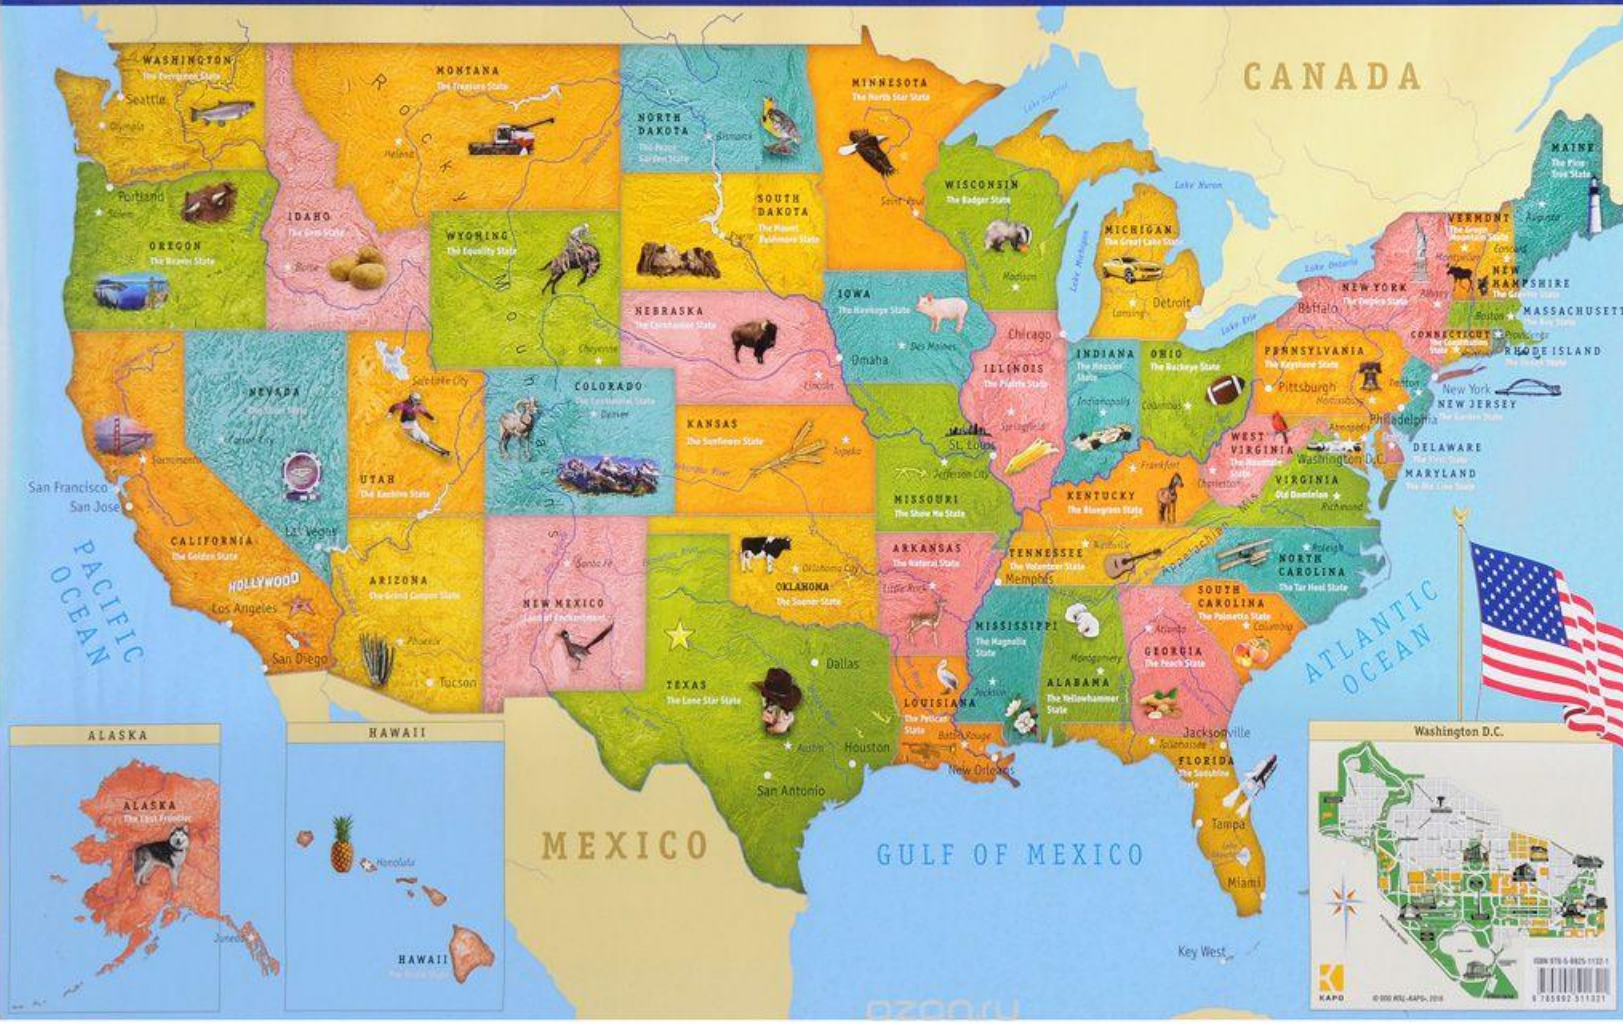 CANADA
WASHINGTON
The Evergreen State
Seattle
Olympia
MONTANA
The Treasure State
Helena
ROCKY MOUNTAINS
NORTH
DAKOTA
The Peace
Garden State
Bismarck
MINNESOTA
The North Star State
Saint Paul
Lake Superior
Portland
Salem
OREGON
The Beaver State
IDAHO
The Gem State
Boise
WYOMING
The Equality State
Cheyenne
SOUTH
DAKOTA
The Mount
Rushmore State
Pierre
WISCONSIN
The Badger State
Madison
Lake Michigan
MICHIGAN
The Great Lake State
Lansing
Detroit
Lake Huron
Lake Ontario
Lake Erie
MAINE
The Pine
Tree State
Augusta
VERMONT
The Green
Mountain State
Montpelier
Concord
NEW
HAMPSHIRE
The Granite State
NEW YORK
The Empire State
Albany
Buffalo
Boston
MASSACHUSETT
The Bay State
CONNECTICUT
The Constitution
State
Providence
RHODE ISLAND
NEBRASKA
The Cornhusker State
Lincoln
IOWA
The Hawkeye State
Des Moines
Omaha
Chicago
ILLINOIS
The Prairie State
Springfield
INDIANA
The Hoosier
State
Indianapolis
OHIO
The Buckeye State
Columbus
PENNSYLVANIA
The Keystone State
Pittsburgh
Harrisburg
Trenton
New York
NEW JERSEY
The Garden State
Philadelphia
Annapolis
DELAWARE
The First State
MARYLAND
The Old Line State
Washington D.C.
WEST
VIRGINIA
The Mountain
State
Charleston
VIRGINIA
Old Dominion
Richmond
NEVADA
Carson City
Las Vegas
Salt Lake City
UTAH
The Beehive State
COLORADO
The Centennial State
Denver
KANSAS
The Sunflower State
Topeka
Arkansas River
St. Louis
Jefferson City
MISSOURI
The Show Me State
KENTUCKY
The Bluegrass State
Frankfort
Sacramento
San Francisco
San Jose
CALIFORNIA
The Golden State
HOLLYWOOD
Los Angeles
San Diego
PACIFIC
OCEAN
ARIZONA
The Grand Canyon State
Phoenix
Tucson
NEW MEXICO
Land of Enchantment
Santa Fe
OKLAHOMA
The Sooner State
Oklahoma City
ARKANSAS
The Natural State
Little Rock
TENNESSEE
The Volunteer State
Nashville
Memphis
NORTH
CAROLINA
The Tar Heel State
Raleigh
SOUTH
CAROLINA
The Palmetto State
Columbia
MISSISSIPPI
The Magnolia
State
Jackson
ALABAMA
The Yellowhammer
State
Montgomery
GEORGIA
The Peach State
Atlanta
ATLANTIC
OCEAN
TEXAS
The Lone Star State
Dallas
Austin
Houston
San Antonio
LOUISIANA
The Pelican
State
Baton Rouge
New Orleans
Jacksonville
Tallahassee
FLORIDA
The Sunshine
State
Tampa
Miami
Key West
MEXICO
GULF OF MEXICO
ALASKA
ALASKA
The Last Frontier
Juneau
HAWAII
Honolulu
HAWAII
Washington D.C.
KAPO
ISBN 978-5-9925-1132-1
9 785992 511321
ozon.ru